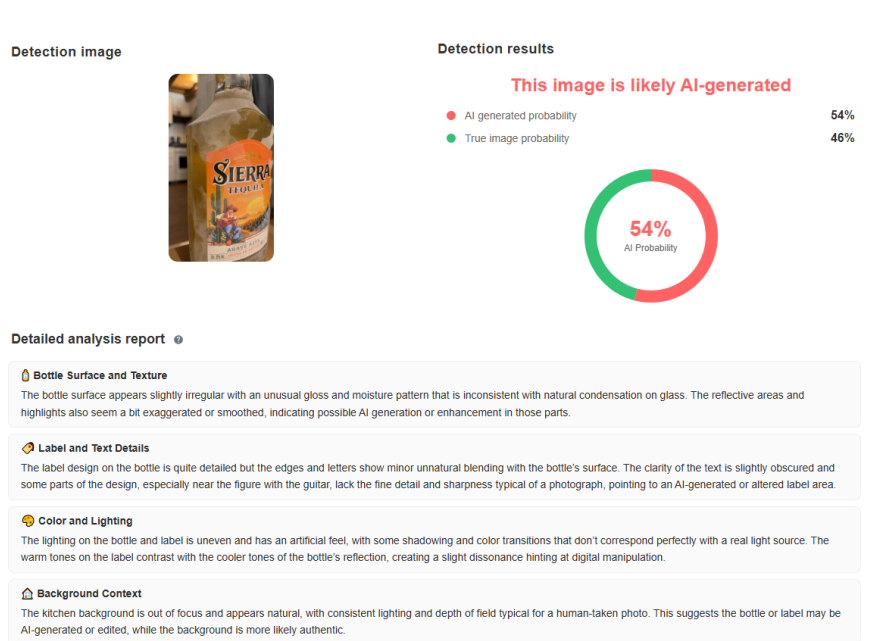 Detection image
Detection results
SIERRA
TEQUILA
This image is likely AI-generated
AI generated probability 54%
True image probability 46%
54%
AI Probability
Detailed analysis report ?
Bottle Surface and Texture
The bottle surface appears slightly irregular with an unusual gloss and moisture pattern that is inconsistent with natural condensation on glass. The reflective areas and
highlights also seem a bit exaggerated or smoothed, indicating possible AI generation or enhancement in those parts.
Label and Text Details
The label design on the bottle is quite detailed but the edges and letters show minor unnatural blending with the bottle's surface. The clarity of the text is slightly obscured and
some parts of the design, especially near the figure with the guitar, lack the fine detail and sharpness typical of a photograph, pointing to an AI-generated or altered label area.
Color and Lighting
The lighting on the bottle and label is uneven and has an artificial feel, with some shadowing and color transitions that don't correspond perfectly with a real light source. The
warm tones on the label contrast with the cooler tones of the bottle's reflection, creating a slight dissonance hinting at digital manipulation.
Background Context
The kitchen background is out of focus and appears natural, with consistent lighting and depth of field typical for a human-taken photo. This suggests the bottle or label may be
AI-generated or edited, while the background is more likely authentic.